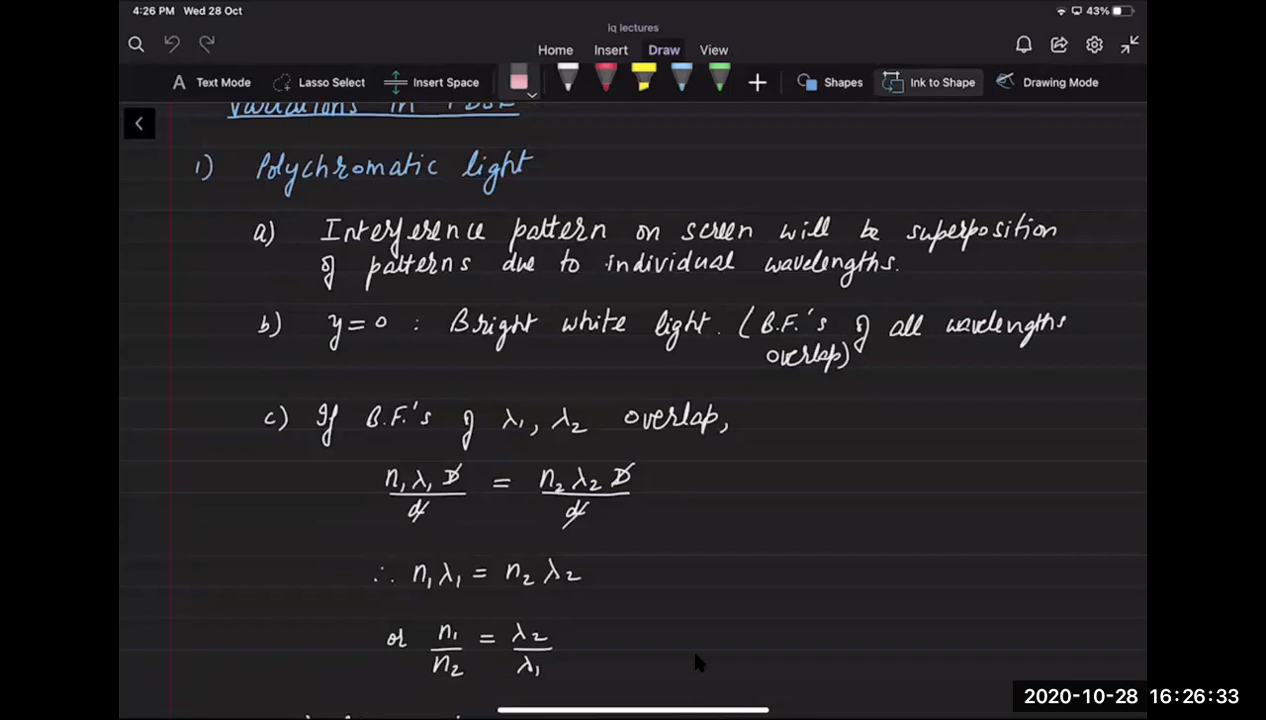 4:26 PM Wed 28 Oct
43%
iq lectures
Home Insert Draw View
Text Mode Lasso Select Insert Space Shapes Ink to Shape Drawing Mode
Variations in YDSE
1) Polychromatic light
a) Interference pattern on screen will be superposition
of patterns due to individual wavelengths.
b) y=0 : Bright white light. (B.F.'s of all wavelengths
overlap)
c) If B.F.'s of λ₁, λ₂ overlap,
n₁λ₁D/d = n₂λ₂D/d
∴ n₁λ₁ = n₂λ₂
or n₁/n₂ = λ₂/λ₁
2020-10-28 16:26:33